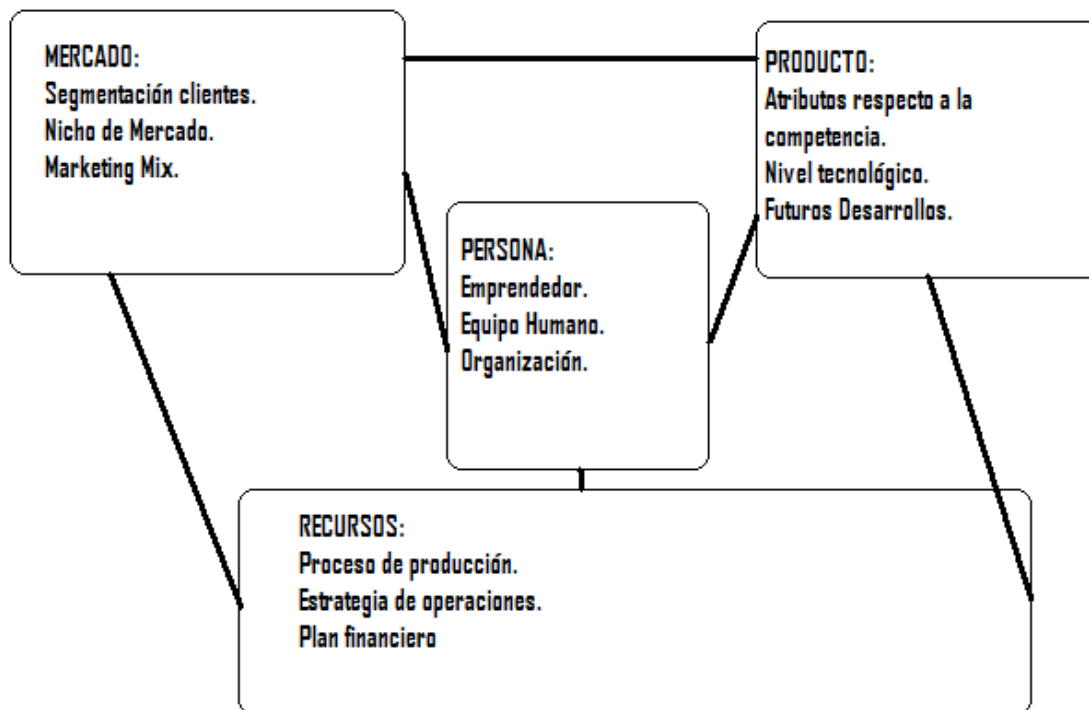 MERCADO:
Segmentación clientes.
Nicho de Mercado.
Marketing Mix.
PRODUCTO:
Atributos respecto a la
competencia.
Nivel tecnológico.
Futuros Desarrollos.
PERSONA:
Emprendedor.
Equipo Humano.
Organización.
RECURSOS:
Proceso de producción.
Estrategia de operaciones.
Plan financiero